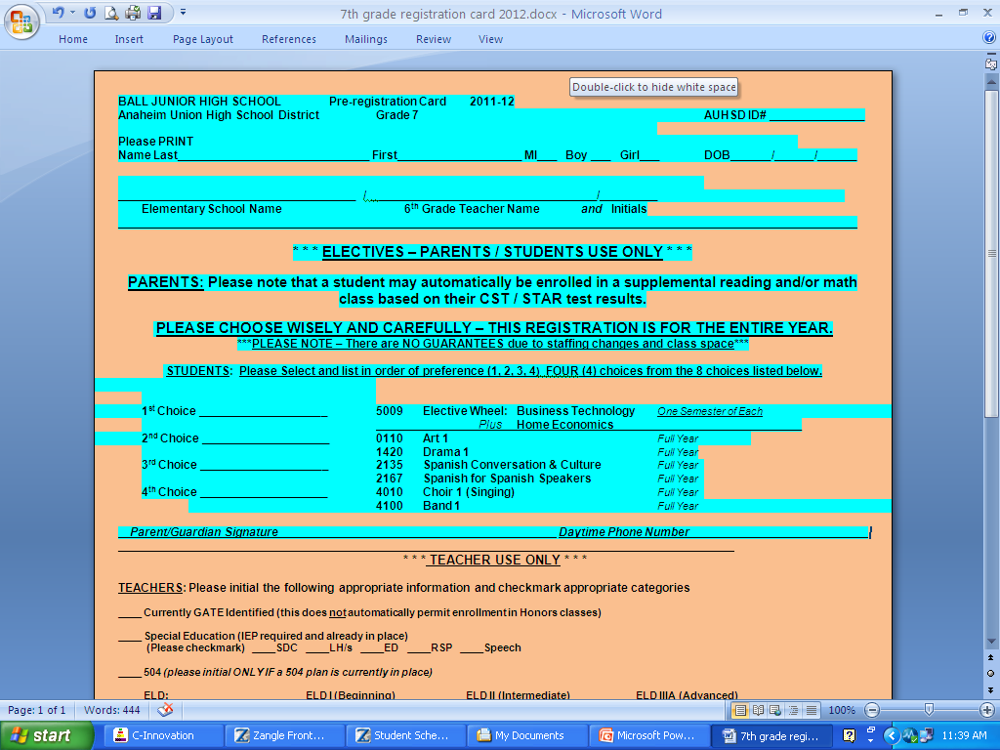 7th grade registration card 2012.docx - Microsoft Word
Home Insert Page Layout References Mailings Review View
Double-click to hide white space
BALL JUNIOR HIGH SCHOOL Pre-registration Card 2011-12
Anaheim Union High School District Grade 7 AUHSD ID# _______________
Please PRINT
Name Last______________________________ First____________________ MI___ Boy ___ Girl___ DOB______/______/______
______________________________________ /____________________________________/
Elementary School Name 6th Grade Teacher Name and Initials
* * * ELECTIVES – PARENTS / STUDENTS USE ONLY * * *
PARENTS: Please note that a student may automatically be enrolled in a supplemental reading and/or math
class based on their CST / STAR test results.
PLEASE CHOOSE WISELY AND CAREFULLY – THIS REGISTRATION IS FOR THE ENTIRE YEAR.
***PLEASE NOTE – There are NO GUARANTEES due to staffing changes and class space***
STUDENTS: Please Select and list in order of preference (1, 2, 3, 4) FOUR (4) choices from the 8 choices listed below.
1st Choice _____________________ 5009 Elective Wheel: Business Technology One Semester of Each
Plus Home Economics
2nd Choice _____________________ 0110 Art 1 Full Year
1420 Drama 1 Full Year
3rd Choice _____________________ 2135 Spanish Conversation & Culture Full Year
2167 Spanish for Spanish Speakers Full Year
4th Choice _____________________ 4010 Choir 1 (Singing) Full Year
4100 Band 1 Full Year
Parent/Guardian Signature Daytime Phone Number
* * * TEACHER USE ONLY * * *
TEACHERS: Please initial the following appropriate information and checkmark appropriate categories
____ Currently GATE Identified (this does not automatically permit enrollment in Honors classes)
____ Special Education (IEP required and already in place)
(Please checkmark) ____SDC ____LH/s ____ED ____RSP ____Speech
____ 504 (please initial ONLY IF a 504 plan is currently in place)
ELD: ELD I (Beginning) ELD II (Intermediate) ELD IIIA (Advanced)
Page: 1 of 1 Words: 444 100%
start C-Innovation Zangle Front... Student Sche... My Documents Microsoft Pow... 7th grade regi... 11:39 AM